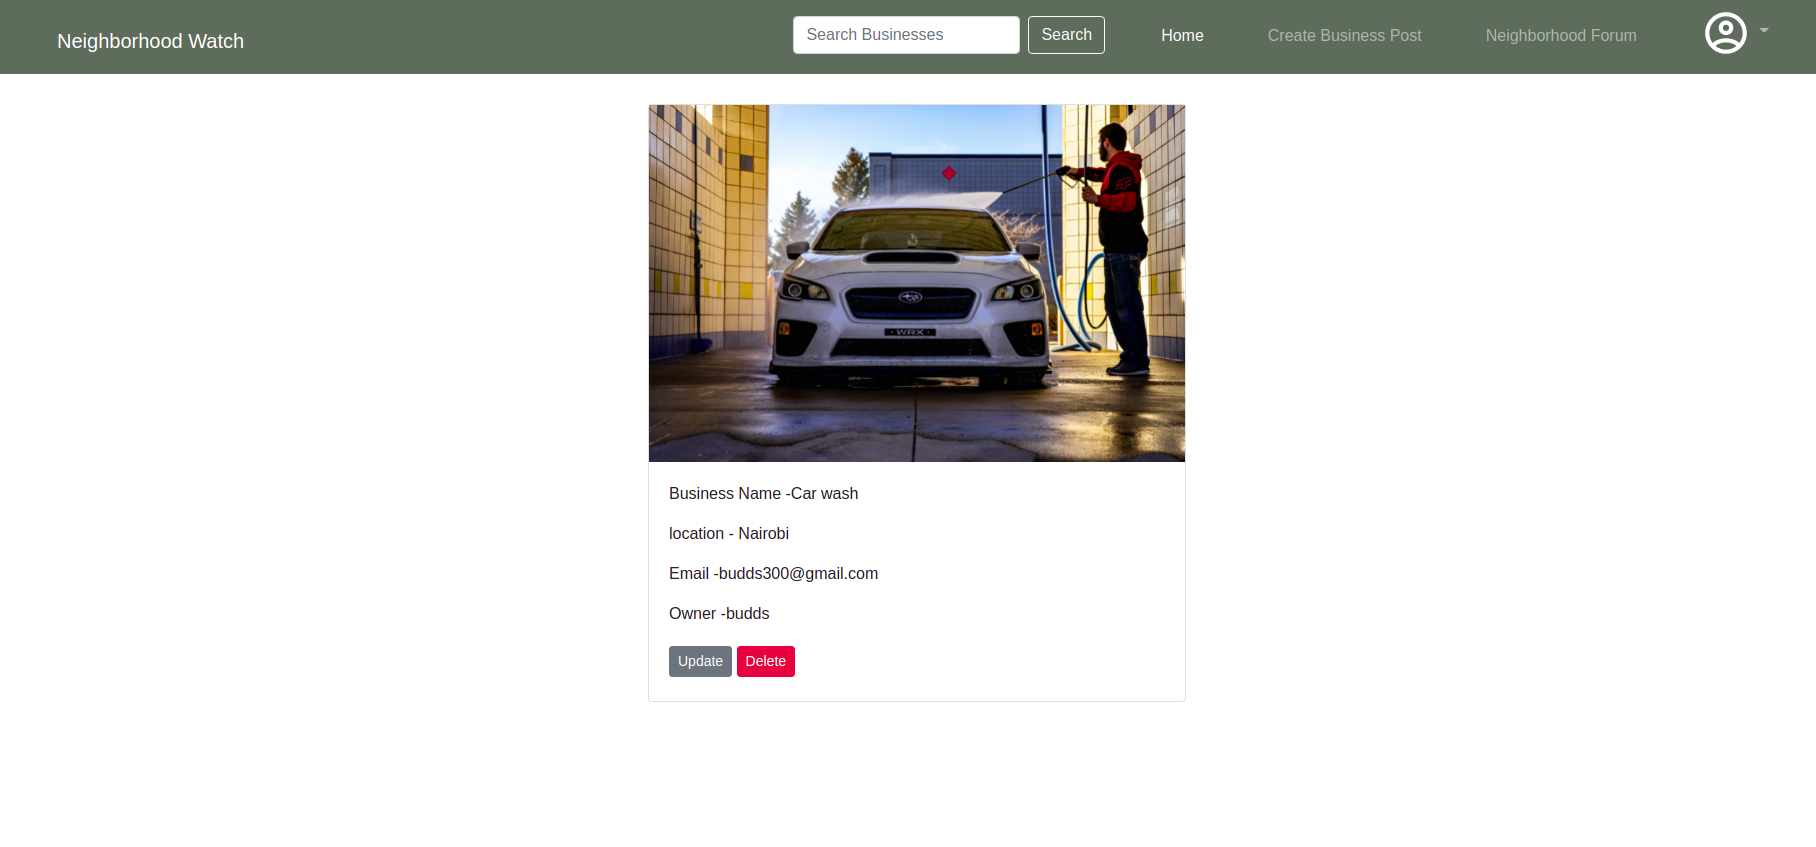 Neighborhood Watch
Search Businesses
Search
Home
Create Business Post
Neighborhood Forum
WRX
Business Name -Car wash
location - Nairobi
Email -budds300@gmail.com
Owner -budds
Update
Delete